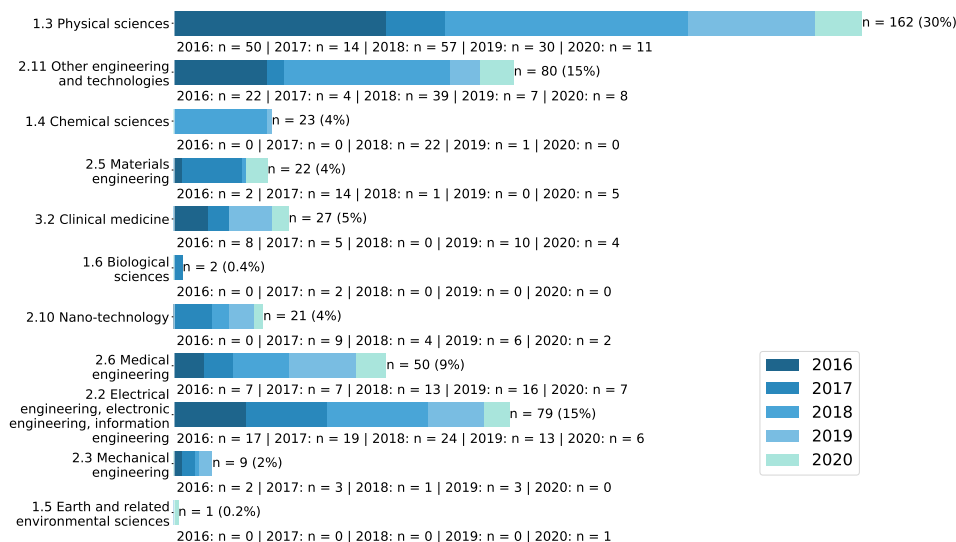 1.3 Physical sciences
n = 162 (30%)
2016: n = 50 | 2017: n = 14 | 2018: n = 57 | 2019: n = 30 | 2020: n = 11
2.11 Other engineering
and technologies
n = 80 (15%)
2016: n = 22 | 2017: n = 4 | 2018: n = 39 | 2019: n = 7 | 2020: n = 8
1.4 Chemical sciences
n = 23 (4%)
2016: n = 0 | 2017: n = 0 | 2018: n = 22 | 2019: n = 1 | 2020: n = 0
2.5 Materials
engineering
n = 22 (4%)
2016: n = 2 | 2017: n = 14 | 2018: n = 1 | 2019: n = 0 | 2020: n = 5
3.2 Clinical medicine
n = 27 (5%)
2016: n = 8 | 2017: n = 5 | 2018: n = 0 | 2019: n = 10 | 2020: n = 4
1.6 Biological
sciences
n = 2 (0.4%)
2016: n = 0 | 2017: n = 2 | 2018: n = 0 | 2019: n = 0 | 2020: n = 0
2.10 Nano-technology
n = 21 (4%)
2016: n = 0 | 2017: n = 9 | 2018: n = 4 | 2019: n = 6 | 2020: n = 2
2.6 Medical
engineering
n = 50 (9%)
2016: n = 7 | 2017: n = 7 | 2018: n = 13 | 2019: n = 16 | 2020: n = 7
2.2 Electrical
engineering, electronic
engineering, information
engineering
n = 79 (15%)
2016: n = 17 | 2017: n = 19 | 2018: n = 24 | 2019: n = 13 | 2020: n = 6
2.3 Mechanical
engineering
n = 9 (2%)
2016: n = 2 | 2017: n = 3 | 2018: n = 1 | 2019: n = 3 | 2020: n = 0
1.5 Earth and related
environmental sciences
n = 1 (0.2%)
2016: n = 0 | 2017: n = 0 | 2018: n = 0 | 2019: n = 0 | 2020: n = 1
2016
2017
2018
2019
2020